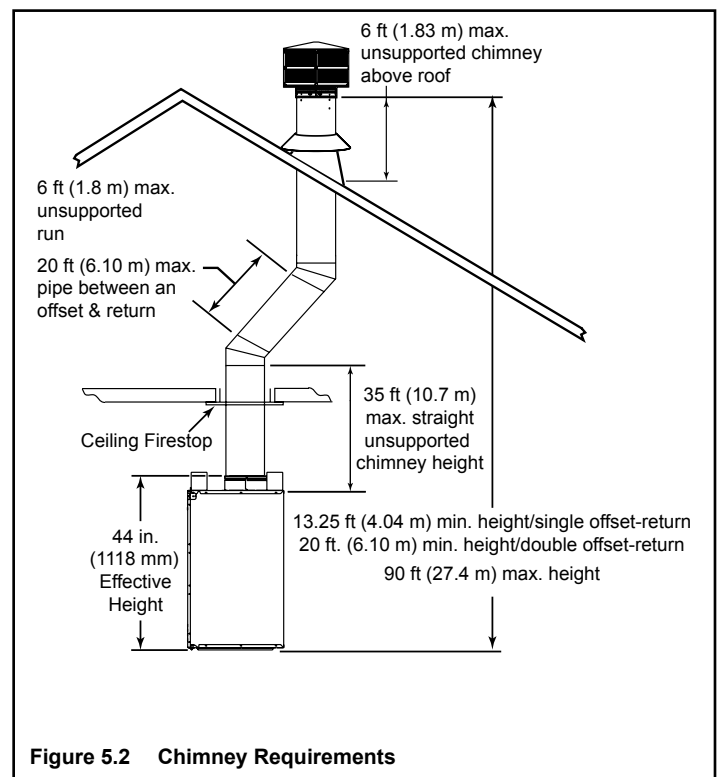 6 ft (1.83 m) max.
unsupported chimney
above roof
6 ft (1.8 m) max.
unsupported
run
20 ft (6.10 m) max.
pipe between an
offset & return
35 ft (10.7 m)
max. straight
unsupported
chimney height
Ceiling Firestop
44 in.
(1118 mm)
Effective
Height
13.25 ft (4.04 m) min. height/single offset-return
20 ft. (6.10 m) min. height/double offset-return
90 ft (27.4 m) max. height
Figure 5.2 Chimney Requirements